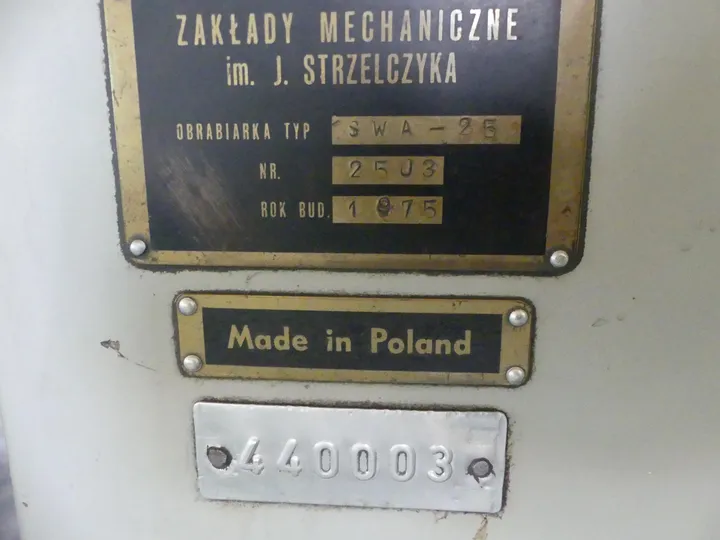 ZAKŁADY MECHANICZNE
im. J. STRZELCZYKA
OBRABIARKA TYP SWA-25
NR. 2503
ROK BUD. 1975
Made in Poland
440003